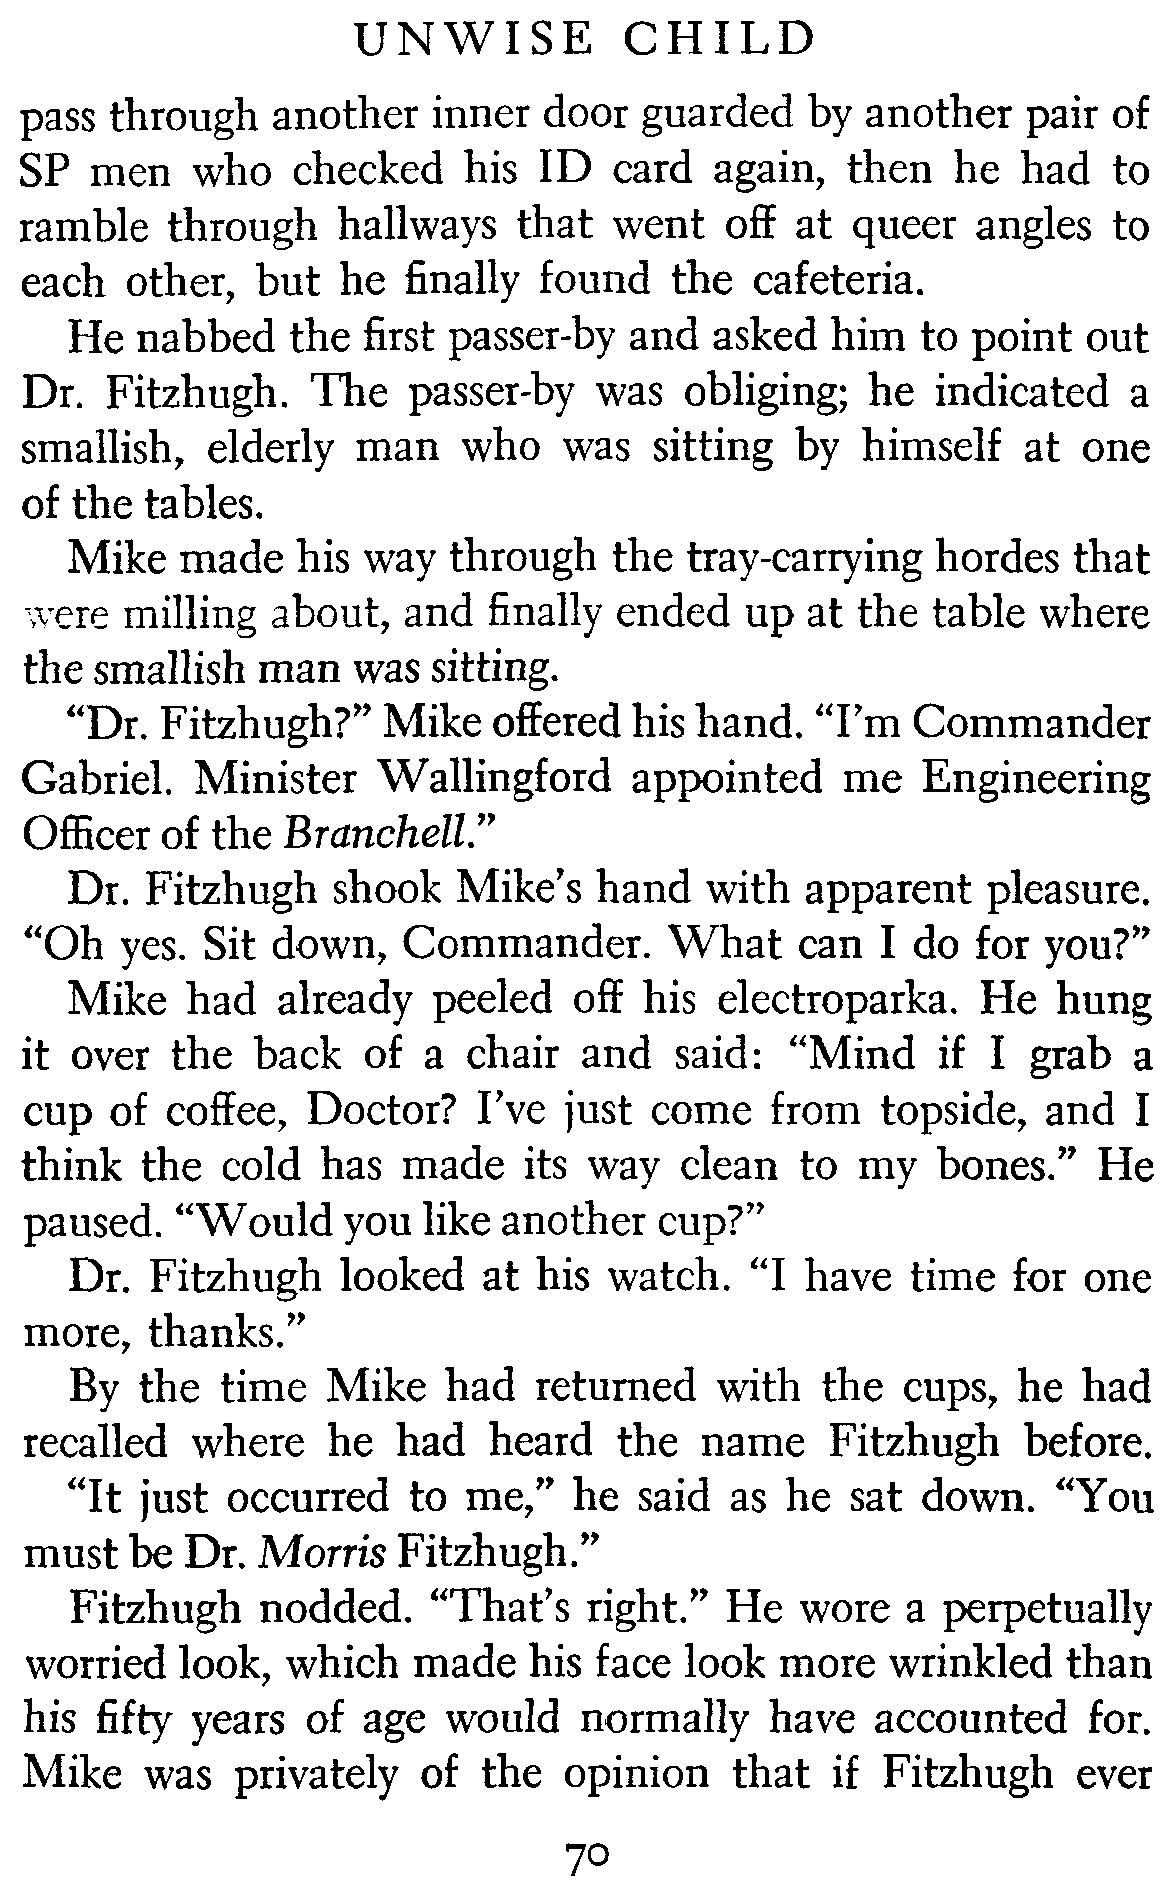 UNWISE CHILD
pass through another inner door guarded by another pair of
SP men who checked his ID card again, then he had to
ramble through hallways that went off at queer angles to
each other, but he finally found the cafeteria.
He nabbed the first passer-by and asked him to point out
Dr. Fitzhugh. The passer-by was obliging; he indicated a
smallish, elderly man who was sitting by himself at one
of the tables.
Mike made his way through the tray-carrying hordes that
were milling about, and finally ended up at the table where
the smallish man was sitting.
“Dr. Fitzhugh?” Mike offered his hand. “I’m Commander
Gabriel. Minister Wallingford appointed me Engineering
Officer of the Branchell.”
Dr. Fitzhugh shook Mike’s hand with apparent pleasure.
“Oh yes. Sit down, Commander. What can I do for you?”
Mike had already peeled off his electroparka. He hung
it over the back of a chair and said: “Mind if I grab a
cup of coffee, Doctor? I’ve just come from topside, and I
think the cold has made its way clean to my bones.” He
paused. “Would you like another cup?”
Dr. Fitzhugh looked at his watch. “I have time for one
more, thanks.”
By the time Mike had returned with the cups, he had
recalled where he had heard the name Fitzhugh before.
“It just occurred to me,” he said as he sat down. “You
must be Dr. Morris Fitzhugh.”
Fitzhugh nodded. “That’s right.” He wore a perpetually
worried look, which made his face look more wrinkled than
his fifty years of age would normally have accounted for.
Mike was privately of the opinion that if Fitzhugh ever
70